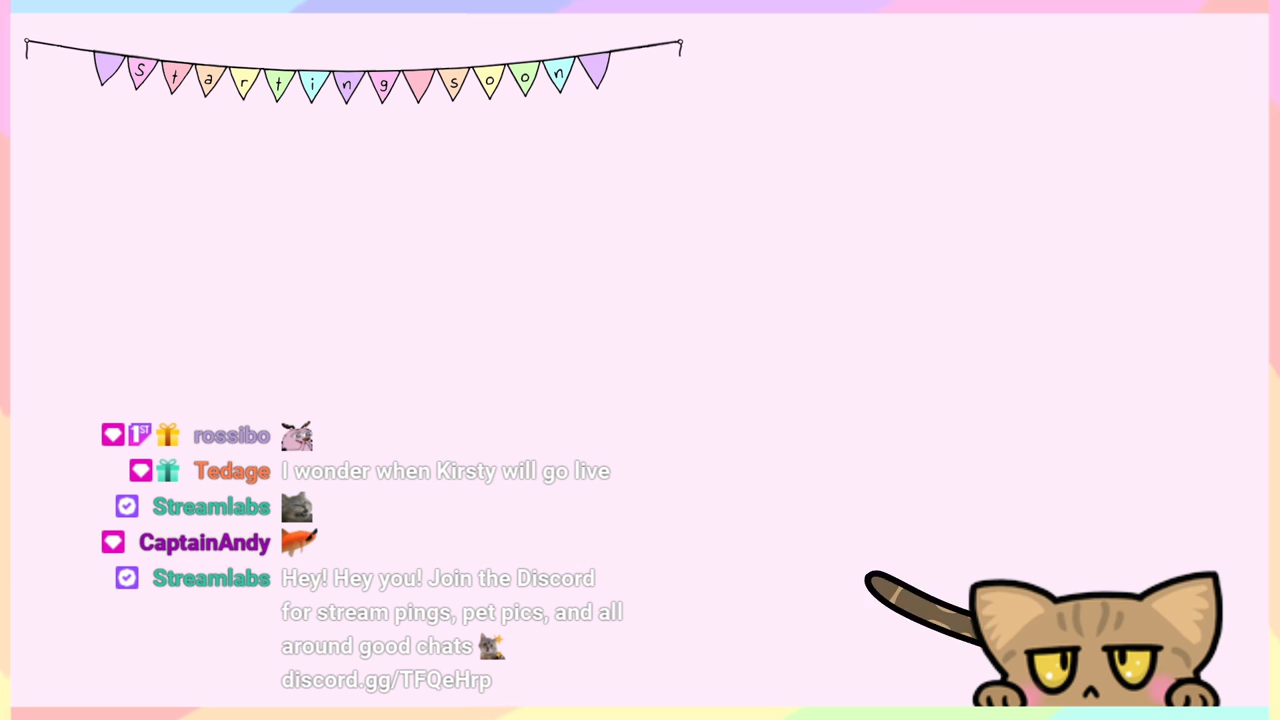 Starting soon
1ST rossibo
Tedage I wonder when Kirsty will go live
Streamlabs
CaptainAndy
Streamlabs Hey! Hey you! Join the Discord
for stream pings, pet pics, and all
around good chats
discord.gg/TFQeHrp